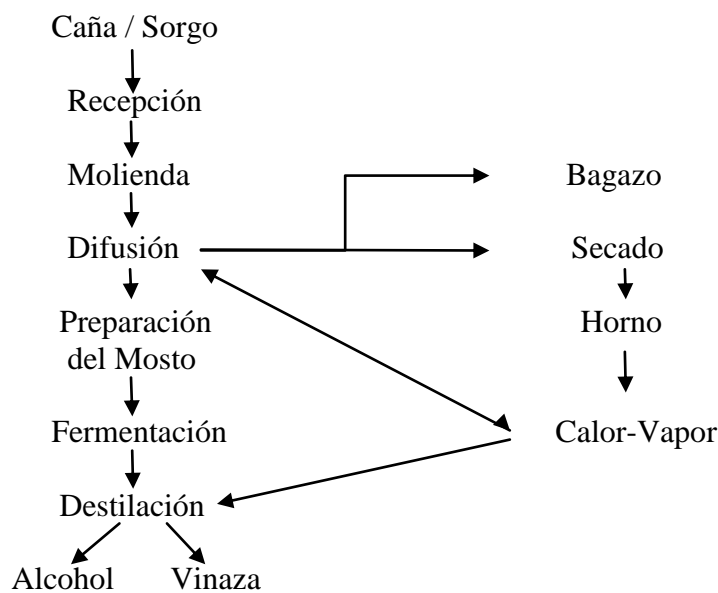 Caña / Sorgo
Recepción
Molienda
Bagazo
Difusión
Secado
Preparación
del Mosto
Horno
Fermentación
Calor-Vapor
Destilación
Alcohol
Vinaza